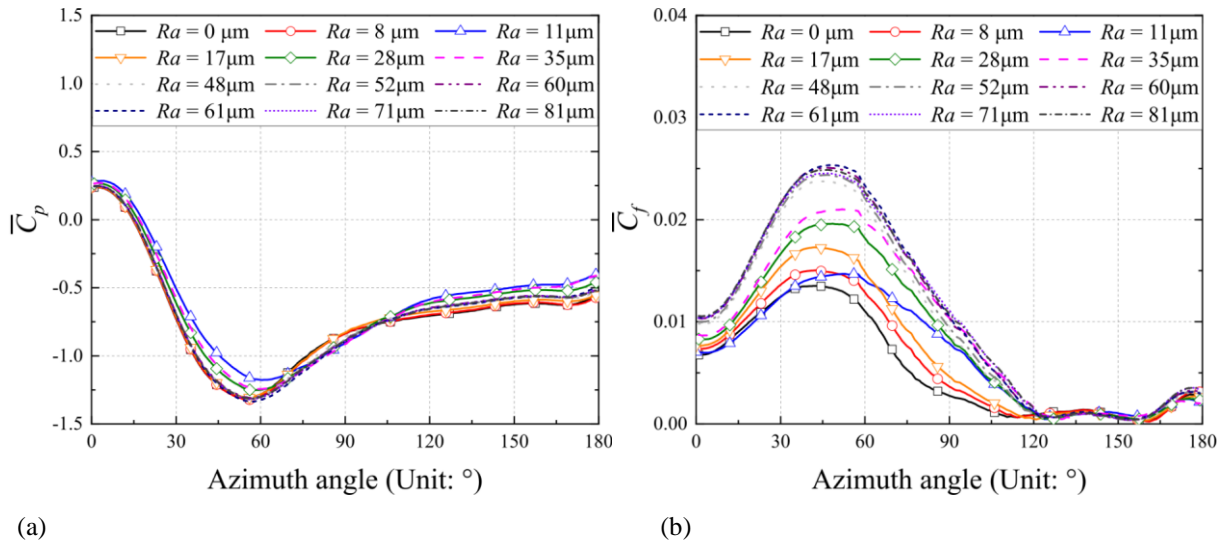 Ra = 0 μm Ra = 8 μm Ra = 11μm
Ra = 17μm Ra = 28μm Ra = 35μm
Ra = 48μm Ra = 52μm Ra = 60μm
Ra = 61μm Ra = 71μm Ra = 81μm
1.5
1.0
0.5
0.0
-0.5
-1.0
-1.5
C̅p
0 30 60 90 120 150 180
Azimuth angle (Unit: °)
(a)
Ra = 0 μm Ra = 8 μm Ra = 11μm
Ra = 17μm Ra = 28μm Ra = 35μm
Ra = 48μm Ra = 52μm Ra = 60μm
Ra = 61μm Ra = 71μm Ra = 81μm
0.04
0.03
0.02
0.01
0.00
C̅f
0 30 60 90 120 150 180
Azimuth angle (Unit: °)
(b)